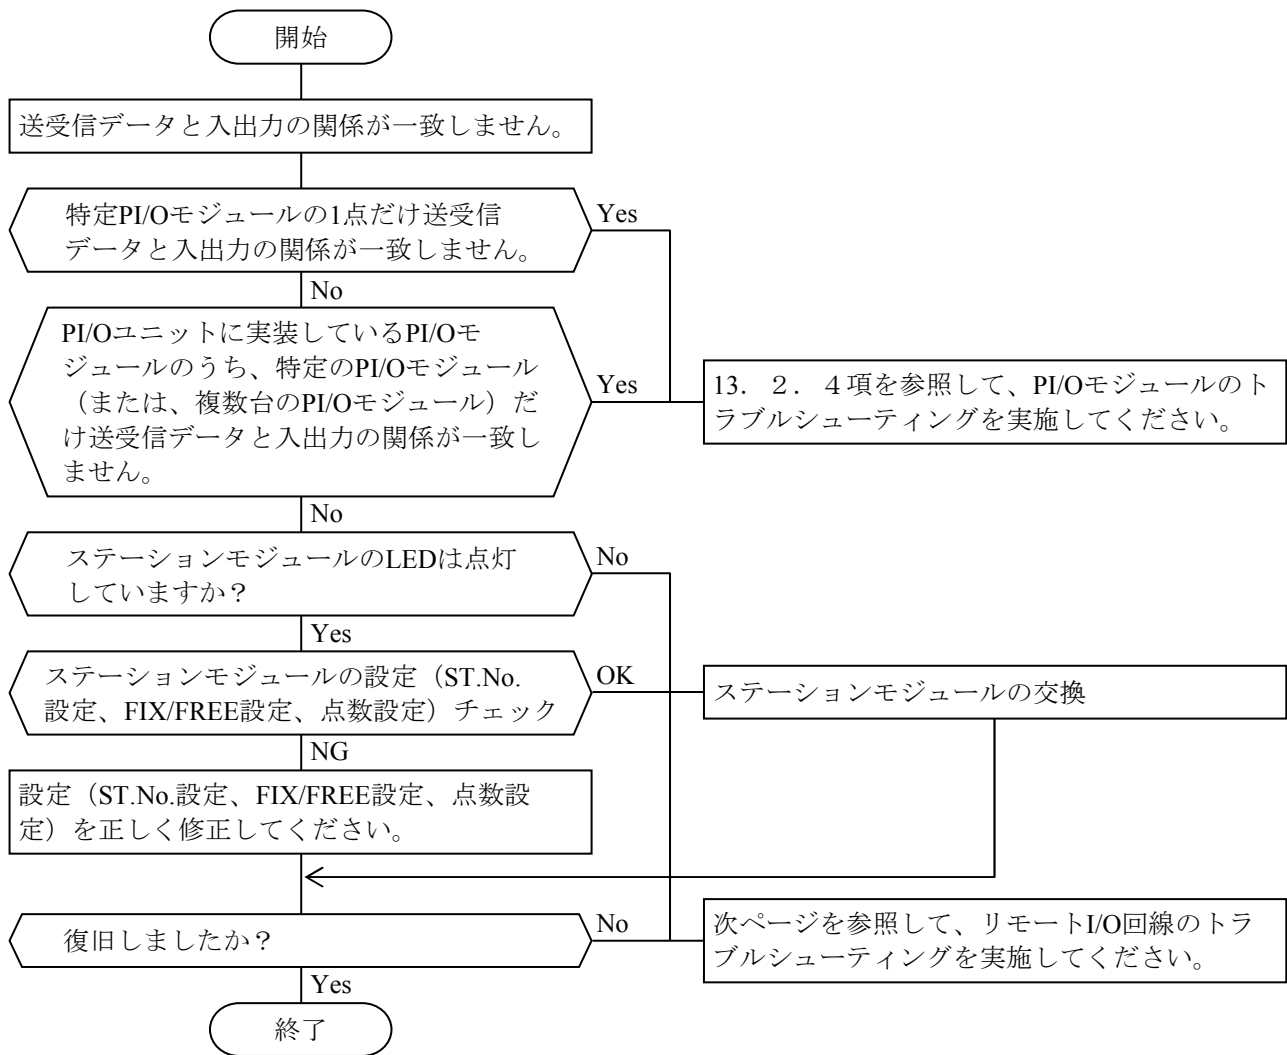 開始
送受信データと入出力の関係が一致しません。
特定PI/Oモジュールの1点だけ送受信
データと入出力の関係が一致しません。
Yes
No
PI/Oユニットに実装しているPI/Oモ
ジュールのうち、特定のPI/Oモジュール
（または、複数台のPI/Oモジュール）だ
け送受信データと入出力の関係が一致し
ません。
Yes
13．２．４項を参照して、PI/Oモジュールのト
ラブルシューティングを実施してください。
No
ステーションモジュールのLEDは点灯
していますか？
No
Yes
ステーションモジュールの設定（ST.No.
設定、FIX/FREE設定、点数設定）チェック
OK
ステーションモジュールの交換
NG
設定（ST.No.設定、FIX/FREE設定、点数設
定）を正しく修正してください。
復旧しましたか？
No
次ページを参照して、リモートI/O回線のトラ
ブルシューティングを実施してください。
Yes
終了